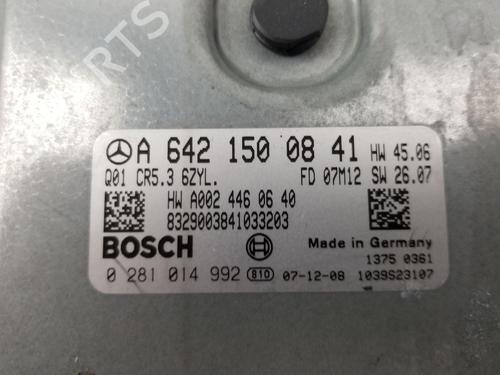 PARTS
A 642 150 08 41 HW 45.06
Q01 CR5.3 6ZYL. FD 07M12 SW 26.07
HW A002 446 06 40
8329003841033203
BOSCH
Made in Germany
1375 0361
0 281 014 992 810 07-12-08 1039S23107